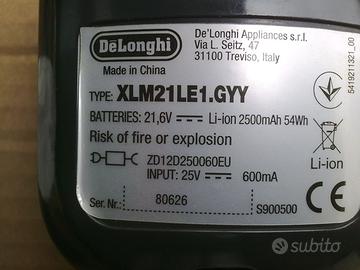 DeLonghi
Made in China
De'Longhi Appliances s.r.l.
Via L. Seitz, 47
31100 Treviso, Italy
TYPE: XLM21LE1.GYY
BATTERIES: 21,6V Li-ion 2500mAh 54Wh
Risk of fire or explosion
ZD12D250060EU
INPUT: 25V 600mA
Ser. Nr.: 80626 S900500
Li-ion
CE
5419211321_00
subito